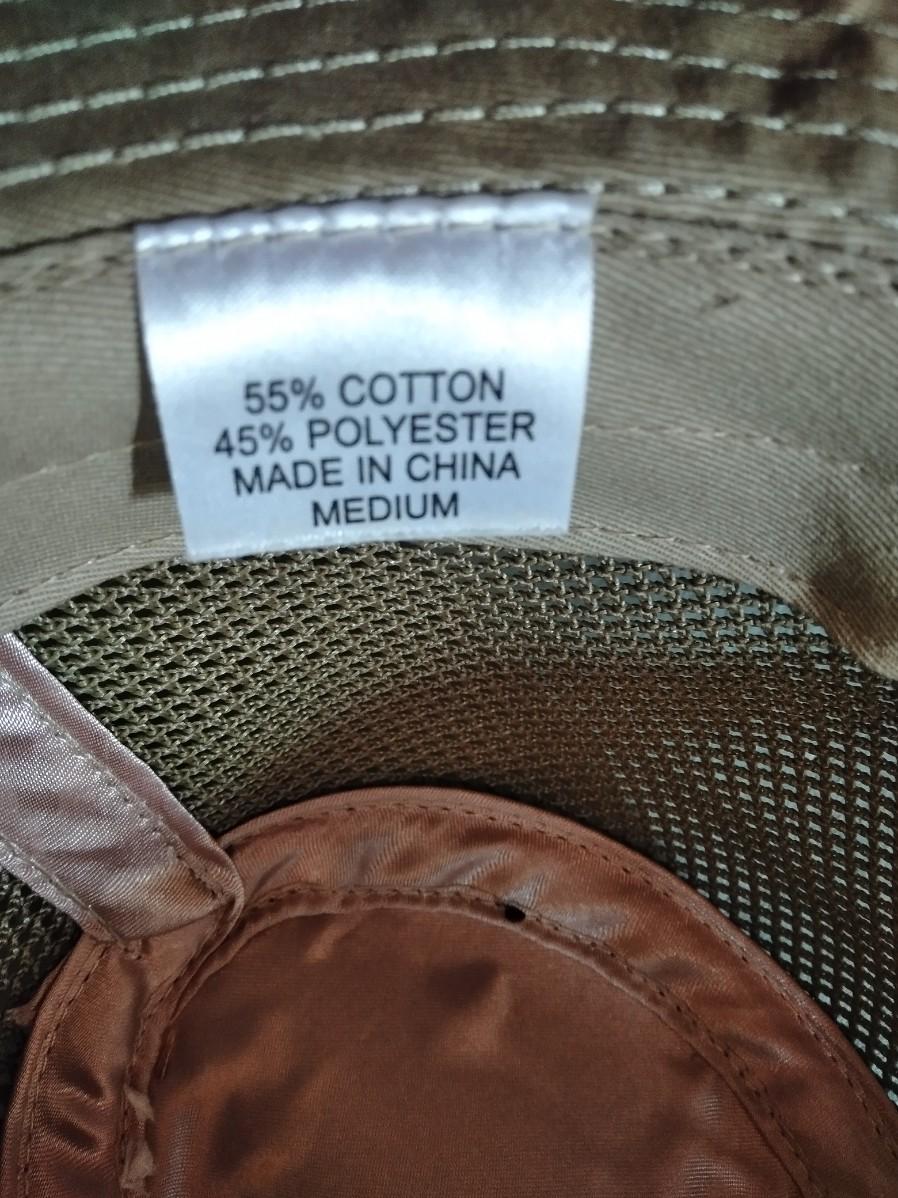 55% COTTON
45% POLYESTER
MADE IN CHINA
MEDIUM